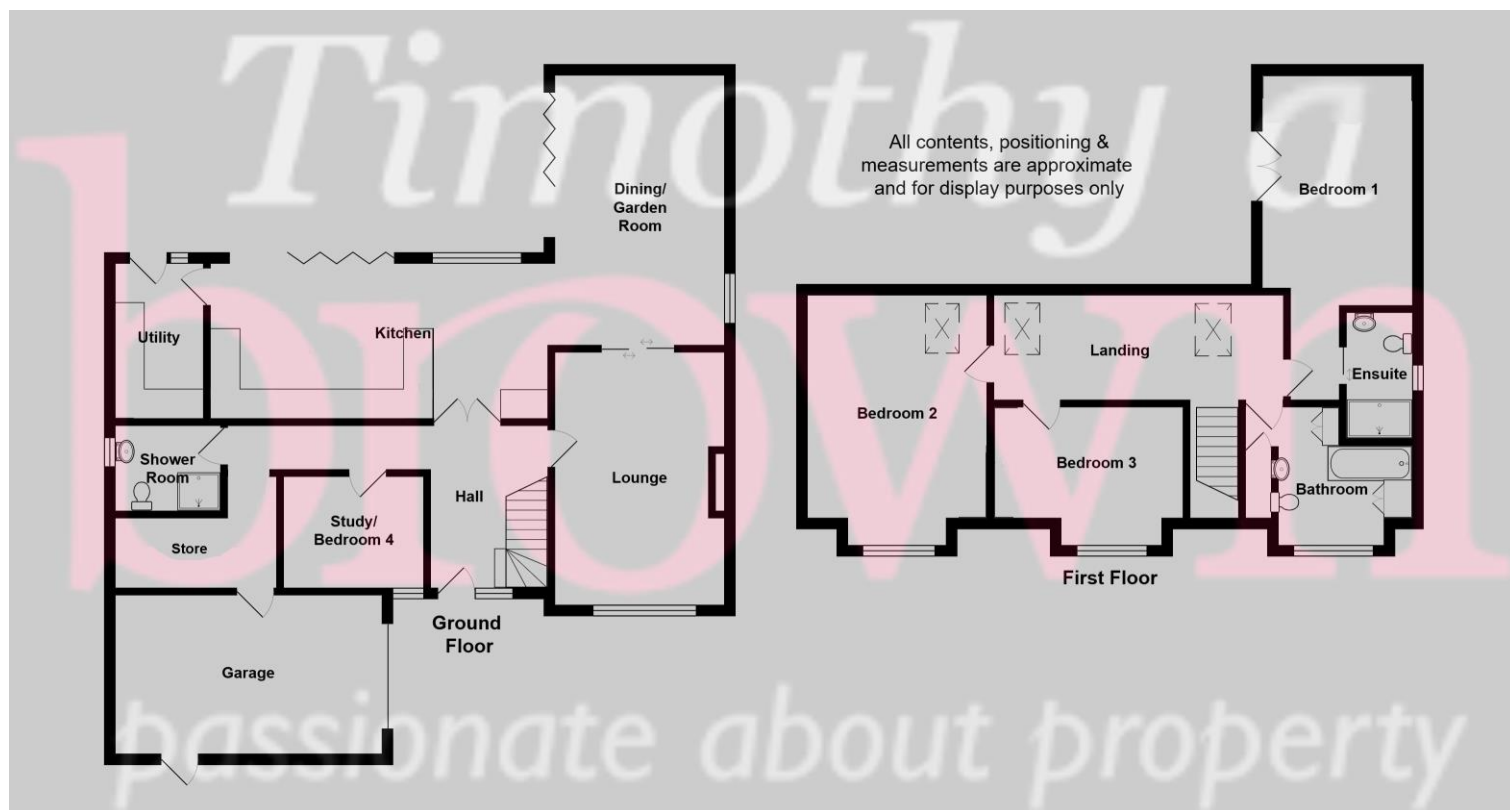 Timothy a
brown
passionate about property
All contents, positioning &
measurements are approximate
and for display purposes only
Dining/
Garden
Room
Kitchen
Utility
Shower
Room
Store
Study/
Bedroom 4
Hall
Lounge
Garage
Ground
Floor
Bedroom 1
Landing
Ensuite
Bedroom 2
Bedroom 3
Bathroom
First Floor